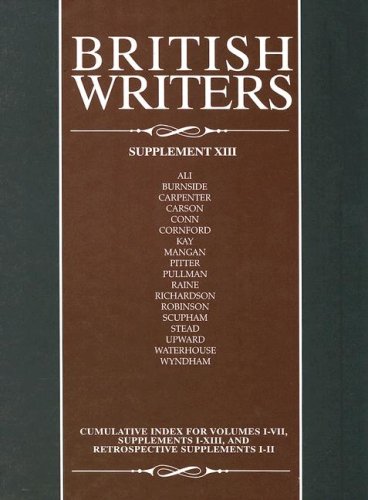 BRITISH
WRITERS
SUPPLEMENT XIII
ALI
BURNSIDE
CARPENTER
CARSON
CONN
CORNFORD
KAY
MANGAN
PITTER
PULLMAN
RAINE
RICHARDSON
ROBINSON
SCUPHAM
STEAD
UPWARD
WATERHOUSE
WYNDHAM
CUMULATIVE INDEX FOR VOLUMES I-VII,
SUPPLEMENTS I-XIII, AND
RETROSPECTIVE SUPPLEMENTS I-II